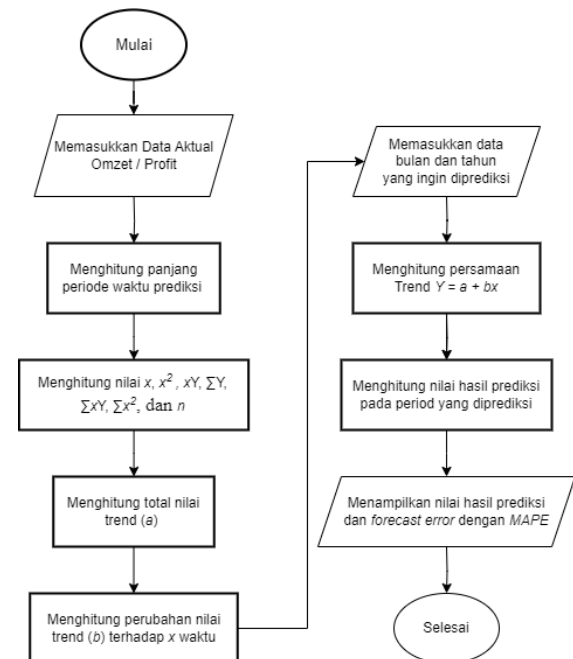 Mulai
Memasukkan Data Aktual
Omzet / Profit
Menghitung panjang
periode waktu prediksi
Menghitung nilai x, x², xY, ∑Y,
∑xY, ∑x², dan n
Menghitung total nilai
trend (a)
Menghitung perubahan nilai
trend (b) terhadap x waktu
Memasukkan data
bulan dan tahun
yang ingin diprediksi
Menghitung persamaan
Trend Y = a + bx
Menghitung nilai hasil prediksi
pada period yang diprediksi
Menampilkan nilai hasil prediksi
dan forecast error dengan MAPE
Selesai